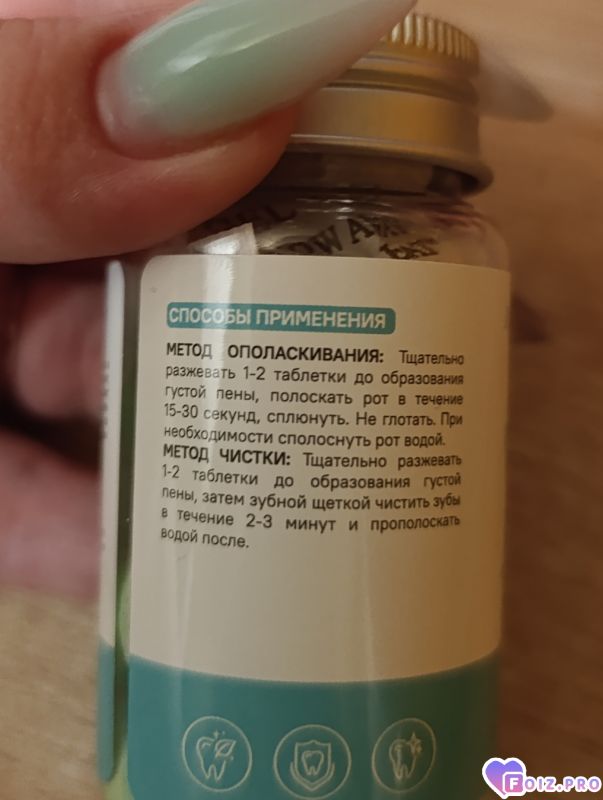 СПОСОБЫ ПРИМЕНЕНИЯ
МЕТОД ОПОЛАСКИВАНИЯ: Тщательно
разжевать 1-2 таблетки до образования
густой пены, полоскать рот в течение
15-30 секунд, сплюнуть. Не глотать. При
необходимости сполоснуть рот водой.
МЕТОД ЧИСТКИ: Тщательно разжевать
1-2 таблетки до образования густой
пены, затем зубной щеткой чистить зубы
в течение 2-3 минут и прополоскать
водой после.
FOIZ.PRO